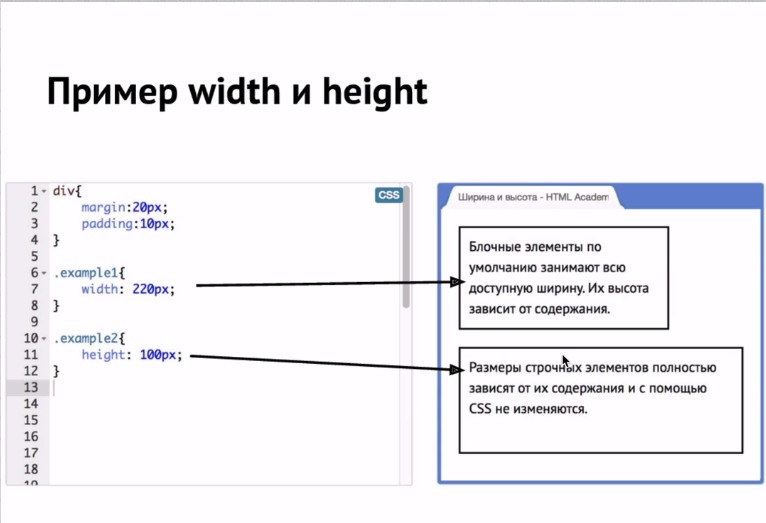 Пример width и height
1 div{
2 margin:20px;
3 padding:10px;
4 }
5
6 .example1{
7 width: 220px;
8 }
9
10 .example2{
11 height: 100px;
12 }
13
14
15
16
17
18
CSS
Ширина и высота - HTML Academ
Блочные элементы по
умолчанию занимают всю
доступную ширину. Их высота
зависит от содержания.
Размеры строчных элементов полностью
зависят от их содержания и с помощью
CSS не изменяются.